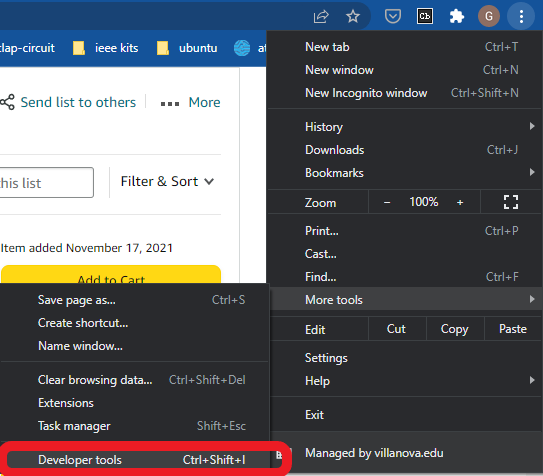 Cb
G
lap-circuit
ieee kits
ubuntu
Send list to others
More
this list
Filter & Sort
Item added November 17, 2021
Add to Cart
New tab Ctrl+T
New window Ctrl+N
New Incognito window Ctrl+Shift+N
History
Downloads Ctrl+J
Bookmarks
Zoom - 100% +
Print... Ctrl+P
Cast...
Find... Ctrl+F
More tools
Edit Cut Copy Paste
Settings
Help
Exit
Managed by villanova.edu
Save page as... Ctrl+S
Create shortcut...
Name window...
Clear browsing data... Ctrl+Shift+Del
Extensions
Task manager Shift+Esc
Developer tools Ctrl+Shift+I